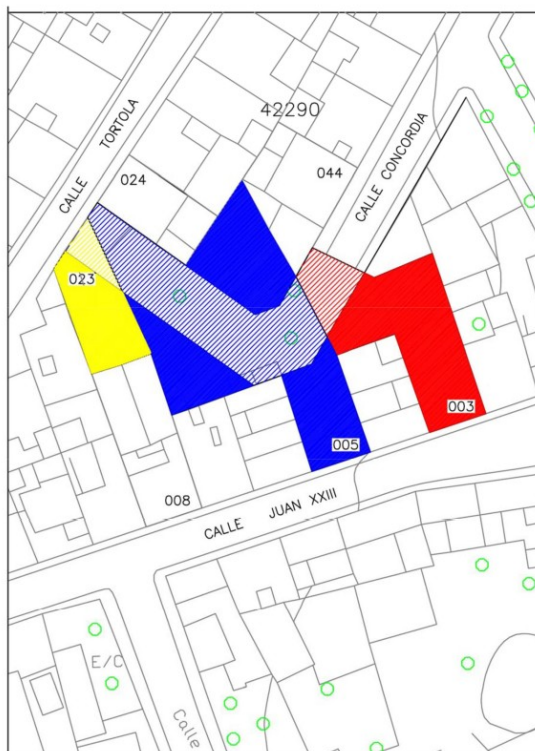 42290
CALLE TORTOLA
024
044
CALLE CONCORDIA
023
003
005
008
CALLE JUAN XXIII
E/C
Calle